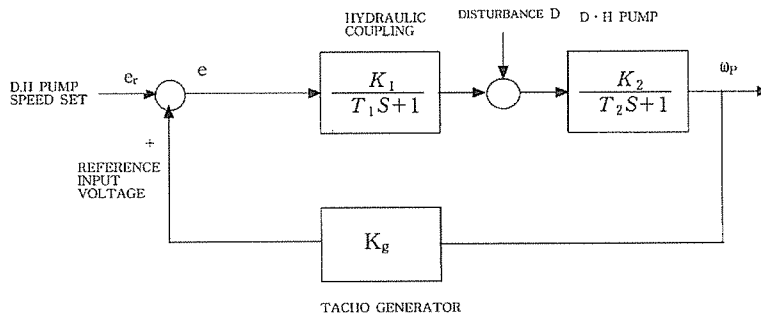 HYDRAULIC
COUPLING
DISTURBANCE D
D·H PUMP
D.H PUMP
SPEED SET
e_r
e
K_1
T_1S+1
K_2
T_2S+1
ω_P
+
REFERENCE
INPUT
VOLTAGE
K_g
TACHO GENERATOR